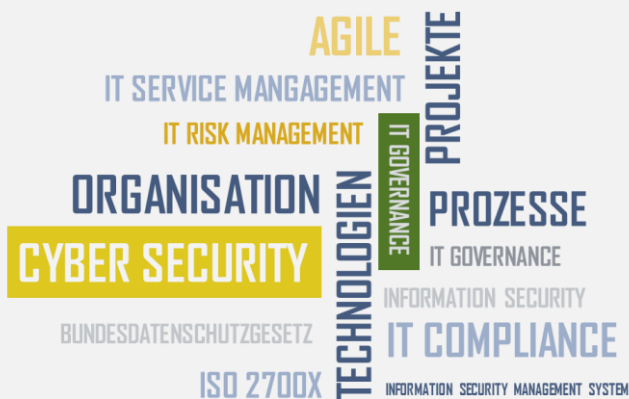 AGILE
PROJEKTE
IT SERVICE MANGAGEMENT
IT RISK MANAGEMENT
IT GOVERNANCE
ORGANISATION
TECHNOLOGIEN
PROZESSE
CYBER SECURITY
IT GOVERNANCE
INFORMATION SECURITY
BUNDESDATENSCHUTZGESETZ
IT COMPLIANCE
ISO 2700X
INFORMATION SECURITY MANAGEMENT SYSTEM